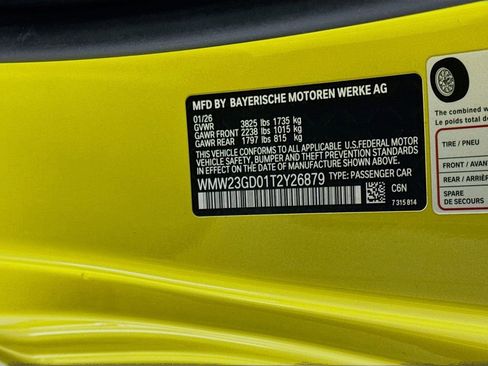 MFD BY BAYERISCHE MOTOREN WERKE AG
01/26
GVWR 3825 lbs 1735 kg
GAWR FRONT 2238 lbs 1015 kg
GAWR REAR 1797 lbs 815 kg
THIS VEHICLE CONFORMS TO ALL APPLICABLE U.S.FEDERAL MOTOR
VEHICLE SAFETY, BUMPER, AND THEFT PREVENTION STANDARDS
IN EFFECT ON THE DATE OF MANUFACTURE SHOWN ABOVE.
WMW23GD01T2Y26879 TYPE: PASSENGER CAR
C6N
7 315 814
The combined w
Le poids total de
TIRE / PNEU
FRONT / AVANT
REAR / ARRIÈR
SPARE
DE SECOURS